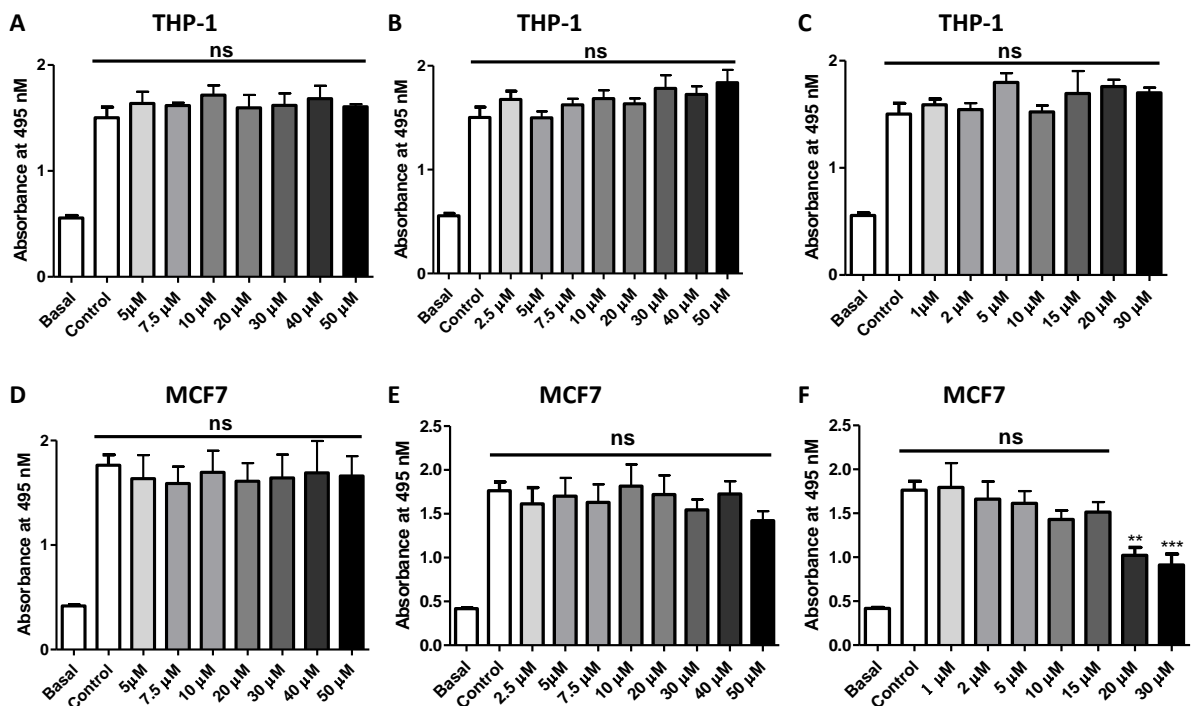 A THP-1
ns
Absorbance at 495 nM
2
1
0
Basal
Control
5µM
7.5 µM
10 µM
20 µM
30 µM
40 µM
50 µM
B THP-1
ns
Absorbance at 495 nM
2
1
0
Basal
Control
2.5 µM
5µM
7.5 µM
10 µM
20 µM
30 µM
40 µM
50 µM
C THP-1
ns
Absorbance at 495 nM
2
1
0
Basal
Control
1µM
2 µM
5 µM
10 µM
15 µM
20 µM
30 µM
D MCF7
ns
Absorbance at 495 nM
2
1
0
Basal
Control
5µM
7.5 µM
10 µM
20 µM
30 µM
40 µM
50 µM
E MCF7
ns
Absorbance at 495 nM
2.5
2.0
1.5
1.0
0.5
0.0
Basal
Control
2.5 µM
5µM
7.5 µM
10 µM
20 µM
30 µM
40 µM
50 µM
F MCF7
ns
Absorbance at 495 nM
2.5
2.0
1.5
1.0
0.5
0.0
**
***
Basal
Control
1 µM
2 µM
5 µM
10 µM
15 µM
20 µM
30 µM